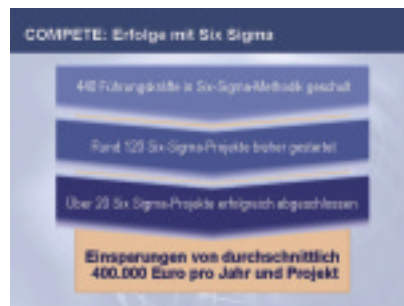 COMPETE: Erfolge mit Six Sigma
440 Führungskräfte in Six-Sigma-Methodik geschult
Rund 120 Six-Sigma-Projekte bisher gestartet
Über 20 Six Sigma-Projekte erfolgreich abgeschlossen
Einsparungen von durchschnittlich
400.000 Euro pro Jahr und Projekt